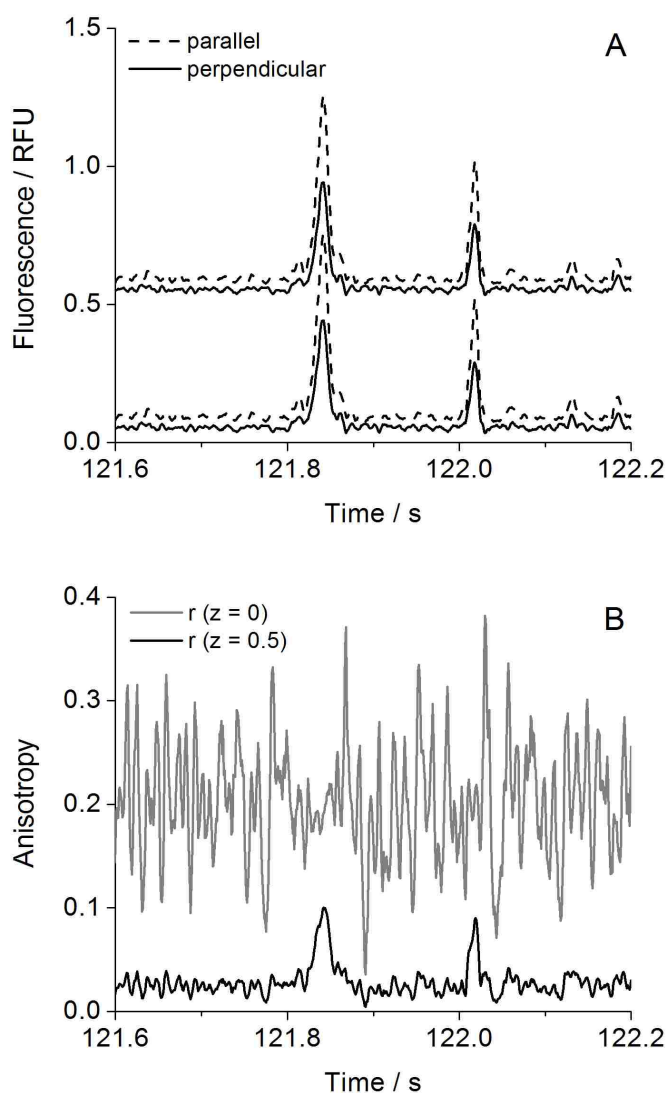 1.5
parallel
perpendicular
A
1.0
0.5
0.0
Fluorescence / RFU
121.6 121.8 122.0 122.2
Time / s
0.4
r (z = 0)
r (z = 0.5)
B
0.3
0.2
0.1
0.0
Anisotropy
121.6 121.8 122.0 122.2
Time / s